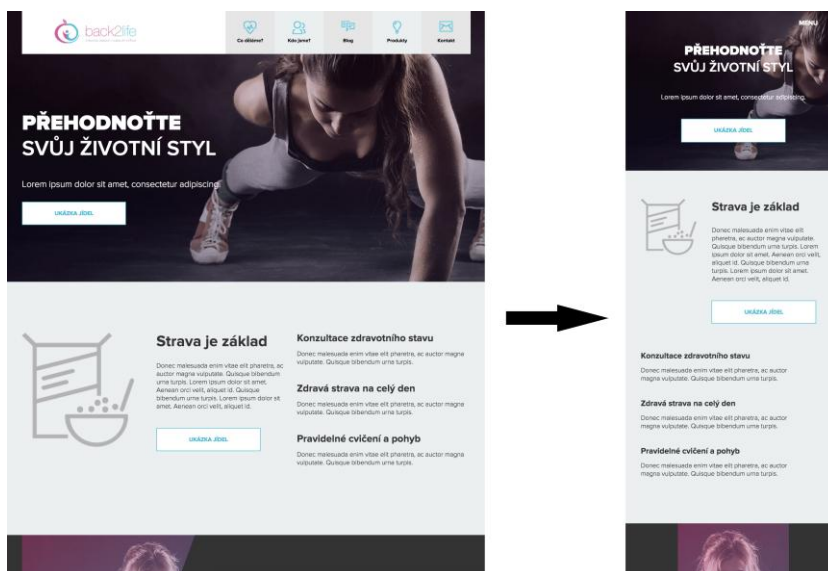 back2life
Co děláme?
Kdo jsme?
Blog
Produkty
Kontakt
PŘEHODNOŤTE
SVŮJ ŽIVOTNÍ STYL
Lorem ipsum dolor sit amet, consectetur adipiscing.
UKÁZKA JÍDEL
Strava je základ
Donec malesuada enim vitae elit pharetra, ac
auctor magna vulputate. Quisque bibendum
urna turpis. Lorem ipsum dolor sit amet.
Aenean orci velit, aliquet id. Quisque
bibendum urna turpis. Lorem ipsum dolor sit
amet. Aenean orci velit, aliquet id.
UKÁZKA JÍDEL
Konzultace zdravotního stavu
Donec malesuada enim vitae elit pharetra, ac auctor magna
vulputate. Quisque bibendum urna turpis.
Zdravá strava na celý den
Donec malesuada enim vitae elit pharetra, ac auctor magna
vulputate. Quisque bibendum urna turpis.
Pravidelné cvičení a pohyb
Donec malesuada enim vitae elit pharetra, ac auctor magna
vulputate. Quisque bibendum urna turpis.
MENU
PŘEHODNOŤTE
SVŮJ ŽIVOTNÍ STYL
Lorem ipsum dolor sit amet, consectetur adipiscing.
UKÁZKA JÍDEL
Strava je základ
Donec malesuada enim vitae elit
pharetra, ac auctor magna vulputate.
Quisque bibendum urna turpis. Lorem
ipsum dolor sit amet. Aenean orci velit,
aliquet id. Quisque bibendum urna
turpis. Lorem ipsum dolor sit amet.
Aenean orci velit, aliquet id.
UKÁZKA JÍDEL
Konzultace zdravotního stavu
Donec malesuada enim vitae elit pharetra, ac auctor
magna vulputate. Quisque bibendum urna turpis.
Zdravá strava na celý den
Donec malesuada enim vitae elit pharetra, ac auctor
magna vulputate. Quisque bibendum urna turpis.
Pravidelné cvičení a pohyb
Donec malesuada enim vitae elit pharetra, ac auctor
magna vulputate. Quisque bibendum urna turpis.